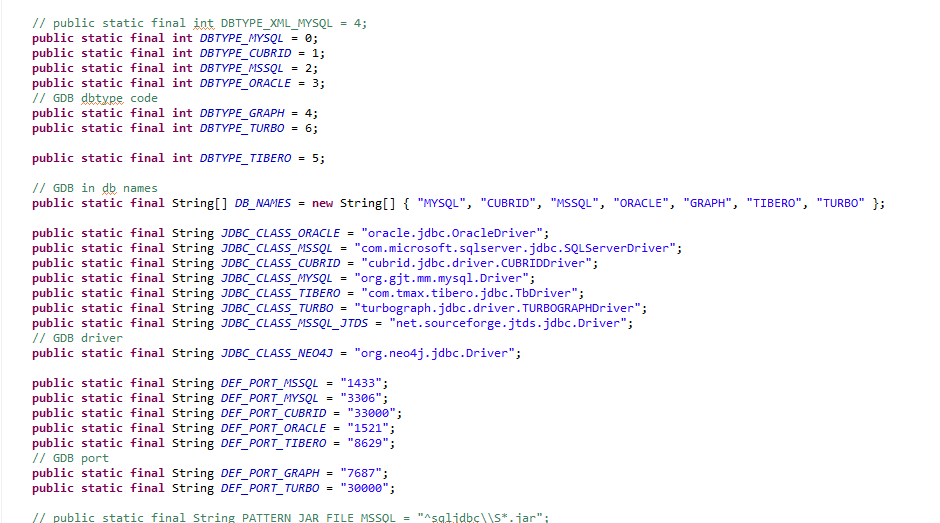 // public static final int DBTYPE_XML_MYSQL = 4;
public static final int DBTYPE_MYSQL = 0;
public static final int DBTYPE_CUBRID = 1;
public static final int DBTYPE_MSSQL = 2;
public static final int DBTYPE_ORACLE = 3;
// GDB dbtype code
public static final int DBTYPE_GRAPH = 4;
public static final int DBTYPE_TURBO = 6;
public static final int DBTYPE_TIBERO = 5;
// GDB in db names
public static final String[] DB_NAMES = new String[] { "MYSQL", "CUBRID", "MSSQL", "ORACLE", "GRAPH", "TIBERO", "TURBO" };
public static final String JDBC_CLASS_ORACLE = "oracle.jdbc.OracleDriver";
public static final String JDBC_CLASS_MSSQL = "com.microsoft.sqlserver.jdbc.SQLServerDriver";
public static final String JDBC_CLASS_CUBRID = "cubrid.jdbc.driver.CUBRIDDriver";
public static final String JDBC_CLASS_MYSQL = "org.gjt.mm.mysql.Driver";
public static final String JDBC_CLASS_TIBERO = "com.tmax.tibero.jdbc.TbDriver";
public static final String JDBC_CLASS_TURBO = "turbograph.jdbc.driver.TURBOGRAPHDriver";
public static final String JDBC_CLASS_MSSQL_JTDS = "net.sourceforge.jtds.jdbc.Driver";
// GDB driver
public static final String JDBC_CLASS_NEO4J = "org.neo4j.jdbc.Driver";
public static final String DEF_PORT_MSSQL = "1433";
public static final String DEF_PORT_MYSQL = "3306";
public static final String DEF_PORT_CUBRID = "33000";
public static final String DEF_PORT_ORACLE = "1521";
public static final String DEF_PORT_TIBERO = "8629";
// GDB port
public static final String DEF_PORT_GRAPH = "7687";
public static final String DEF_PORT_TURBO = "30000";
// public static final String PATTERN_JAR_FILE_MSSQL = "^sqljdbc\\S*.jar";